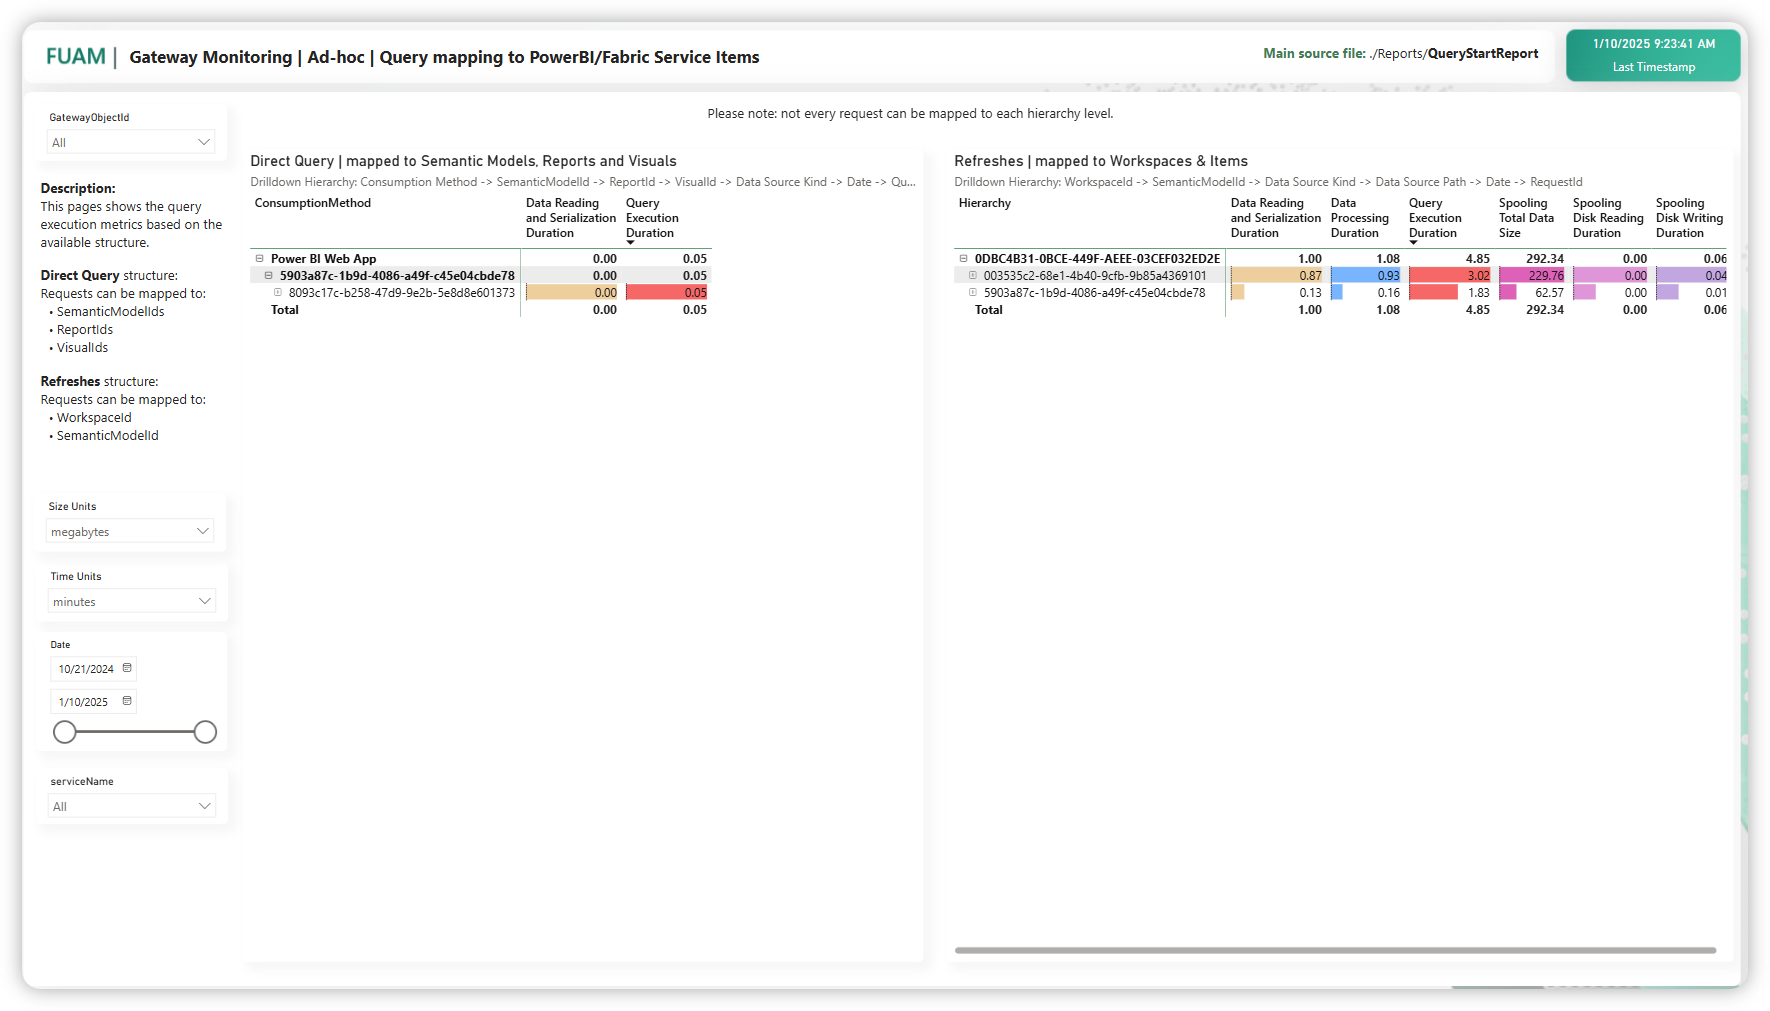 FUAM | Gateway Monitoring | Ad-hoc | Query mapping to PowerBI/Fabric Service Items
Main source file: ./Reports/QueryStartReport
1/10/2025 9:23:41 AM
Last Timestamp
GatewayObjectId
All
Description:
This pages shows the query
execution metrics based on the
available structure.
Direct Query structure:
Requests can be mapped to:
• SemanticModelIds
• ReportIds
• VisualIds
Refreshes structure:
Requests can be mapped to:
• WorkspaceId
• SemanticModelId
Size Units
megabytes
Time Units
minutes
Date
10/21/2024
1/10/2025
serviceName
All
Please note: not every request can be mapped to each hierarchy level.
Direct Query | mapped to Semantic Models, Reports and Visuals
Drilldown Hierarchy: Consumption Method -> SemanticModelId -> ReportId -> VisualId -> Data Source Kind -> Date -> Qu...
ConsumptionMethod Data Reading and Serialization Duration Query Execution Duration
Power BI Web App 0.00 0.05
5903a87c-1b9d-4086-a49f-c45e04cbde78 0.00 0.05
8093c17c-b258-47d9-9e2b-5e8d8e601373 0.00 0.05
Total 0.00 0.05
Refreshes | mapped to Workspaces & Items
Drilldown Hierarchy: WorkspaceId -> SemanticModelId -> Data Source Kind -> Data Source Path -> Date -> RequestId
Hierarchy Data Reading and Serialization Duration Data Processing Duration Query Execution Duration Spooling Total Data Size Spooling Disk Reading Duration Spooling Disk Writing Duration
0DBC4B31-0BCE-449F-AEEE-03CEF032ED2E 1.00 1.08 4.85 292.34 0.00 0.06
003535c2-68e1-4b40-9cfb-9b85a4369101 0.87 0.93 3.02 229.76 0.00 0.04
5903a87c-1b9d-4086-a49f-c45e04cbde78 0.13 0.16 1.83 62.57 0.00 0.01
Total 1.00 1.08 4.85 292.34 0.00 0.06